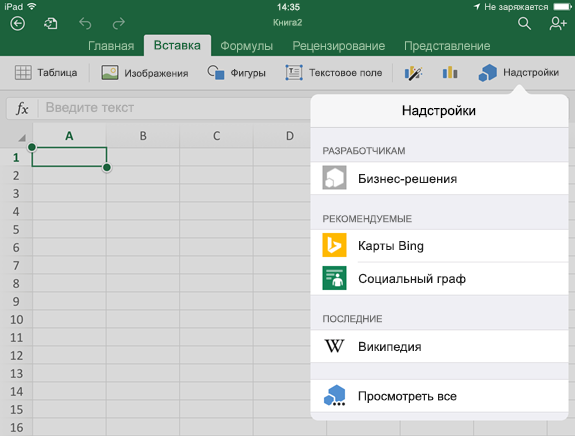 iPad 14:35 Не заряжается
Книга2
Главная Вставка Формулы Рецензирование Представление
Таблица Изображения Фигуры Текстовое поле Надстройки
fx Введите текст
Надстройки
A B C D
РАЗРАБОТЧИКАМ
Бизнес-решения
РЕКОМЕНДУЕМЫЕ
Карты Bing
Социальный граф
ПОСЛЕДНИЕ
W Википедия
Просмотреть все
1
2
3
4
5
6
7
8
9
10
11
12
13
14
15
16